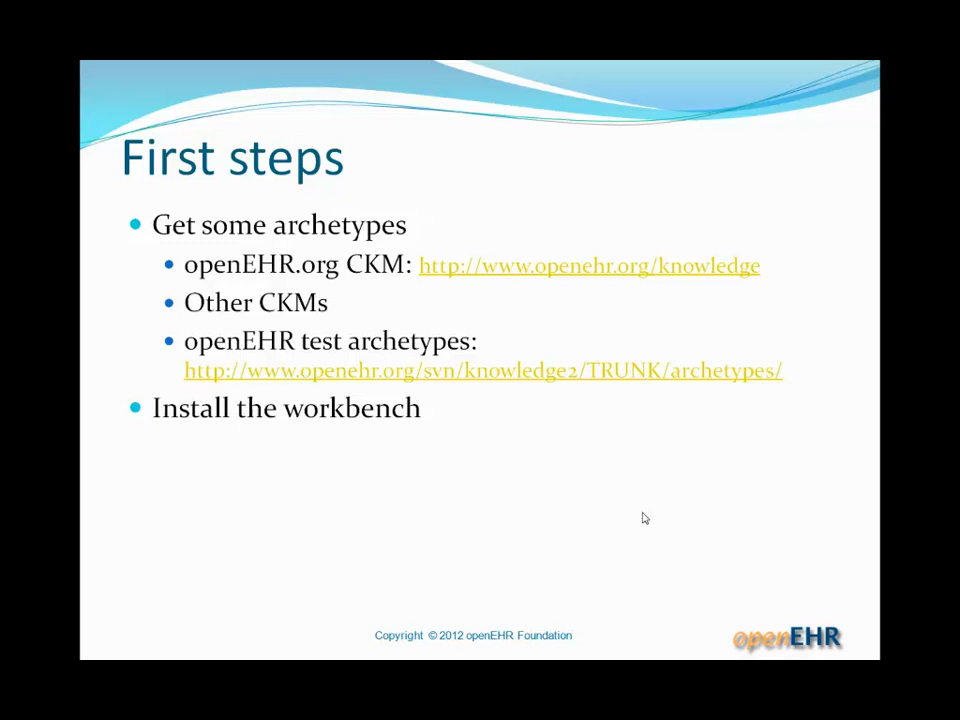 First steps
Get some archetypes
openEHR.org CKM: http://www.openehr.org/knowledge
Other CKMs
openEHR test archetypes:
http://www.openehr.org/svn/knowledge2/TRUNK/archetypes/
Install the workbench
Copyright © 2012 openEHR Foundation
openEHR